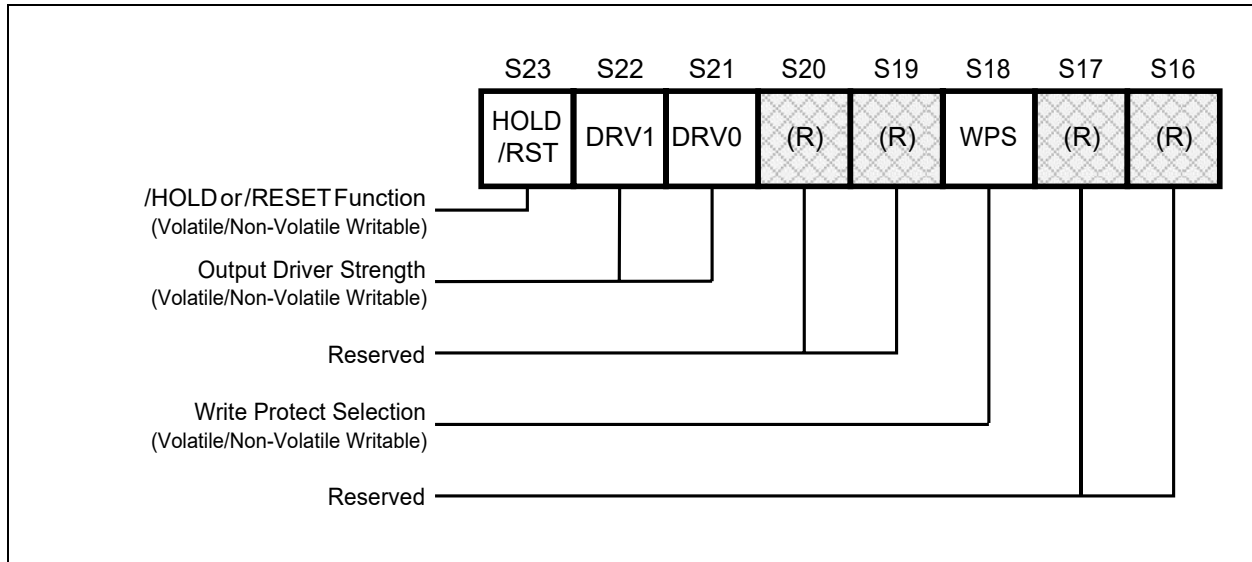 S23 S22 S21 S20 S19 S18 S17 S16
HOLD
/RST DRV1 DRV0 (R) (R) WPS (R) (R)
/HOLD or /RESET Function
(Volatile/Non-Volatile Writable)
Output Driver Strength
(Volatile/Non-Volatile Writable)
Reserved
Write Protect Selection
(Volatile/Non-Volatile Writable)
Reserved